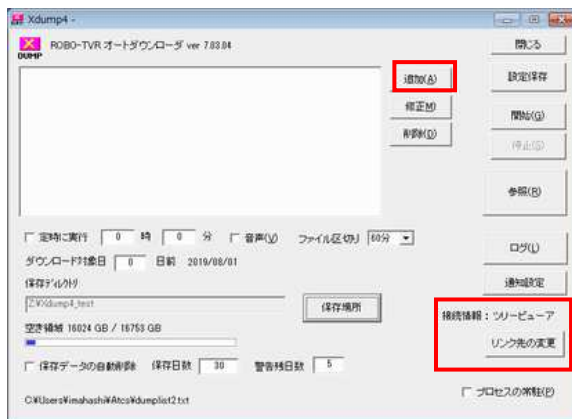 Xdump4 -
X
DUMP
ROBO-TVR オートダウンローダ ver 7.03.04
閉じる
追加(A)
設定保存
修正M)
開始(G)
削除(D)
停止(S)
参照(R)
定時に実行 0 時 0 分 音声(V) ファイル区切り 60分
ログ(L)
ダウンロード対象日 0 日前 2019/08/01
通知設定
保存ディレクトリ
Z:¥Xdump4_test
保存場所
接続情報：ツリービューア
空き領域 16024 GB / 16753 GB
リンク先の変更
保存データの自動削除 保存日数 30 警告残日数 5
プロセスの常駐(P)
C:¥Users¥imahashi¥Atcs¥dumplist2.txt